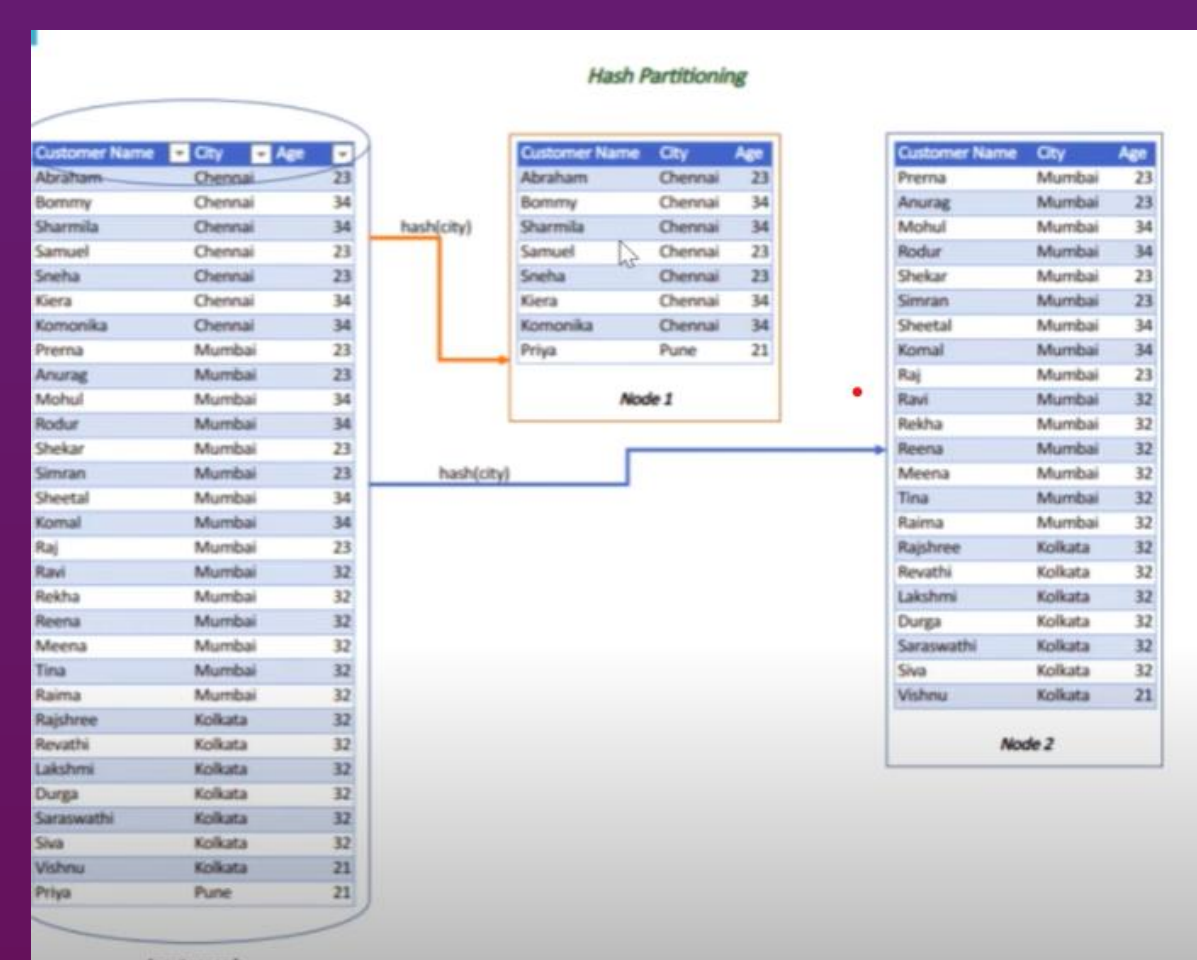 Hash Partitioning
Customer Name City Age
Abraham Chennai 23
Bommy Chennai 34
Sharmila Chennai 34
Samuel Chennai 23
Sneha Chennai 23
Kiera Chennai 34
Komonika Chennai 34
Prerna Mumbai 23
Anurag Mumbai 23
Mohul Mumbai 34
Rodur Mumbai 34
Shekar Mumbai 23
Simran Mumbai 23
Sheetal Mumbai 34
Komal Mumbai 34
Raj Mumbai 23
Ravi Mumbai 32
Rekha Mumbai 32
Reena Mumbai 32
Meena Mumbai 32
Tina Mumbai 32
Raima Mumbai 32
Rajshree Kolkata 32
Revathi Kolkata 32
Lakshmi Kolkata 32
Durga Kolkata 32
Saraswathi Kolkata 32
Siva Kolkata 32
Vishnu Kolkata 21
Priya Pune 21
hash(city)
hash(city)
Customer Name City Age
Abraham Chennai 23
Bommy Chennai 34
Sharmila Chennai 34
Samuel Chennai 23
Sneha Chennai 23
Kiera Chennai 34
Komonika Chennai 34
Priya Pune 21
Node 1
Customer Name City Age
Prerna Mumbai 23
Anurag Mumbai 23
Mohul Mumbai 34
Rodur Mumbai 34
Shekar Mumbai 23
Simran Mumbai 23
Sheetal Mumbai 34
Komal Mumbai 34
Raj Mumbai 23
Ravi Mumbai 32
Rekha Mumbai 32
Reena Mumbai 32
Meena Mumbai 32
Tina Mumbai 32
Raima Mumbai 32
Rajshree Kolkata 32
Revathi Kolkata 32
Lakshmi Kolkata 32
Durga Kolkata 32
Saraswathi Kolkata 32
Siva Kolkata 32
Vishnu Kolkata 21
Node 2